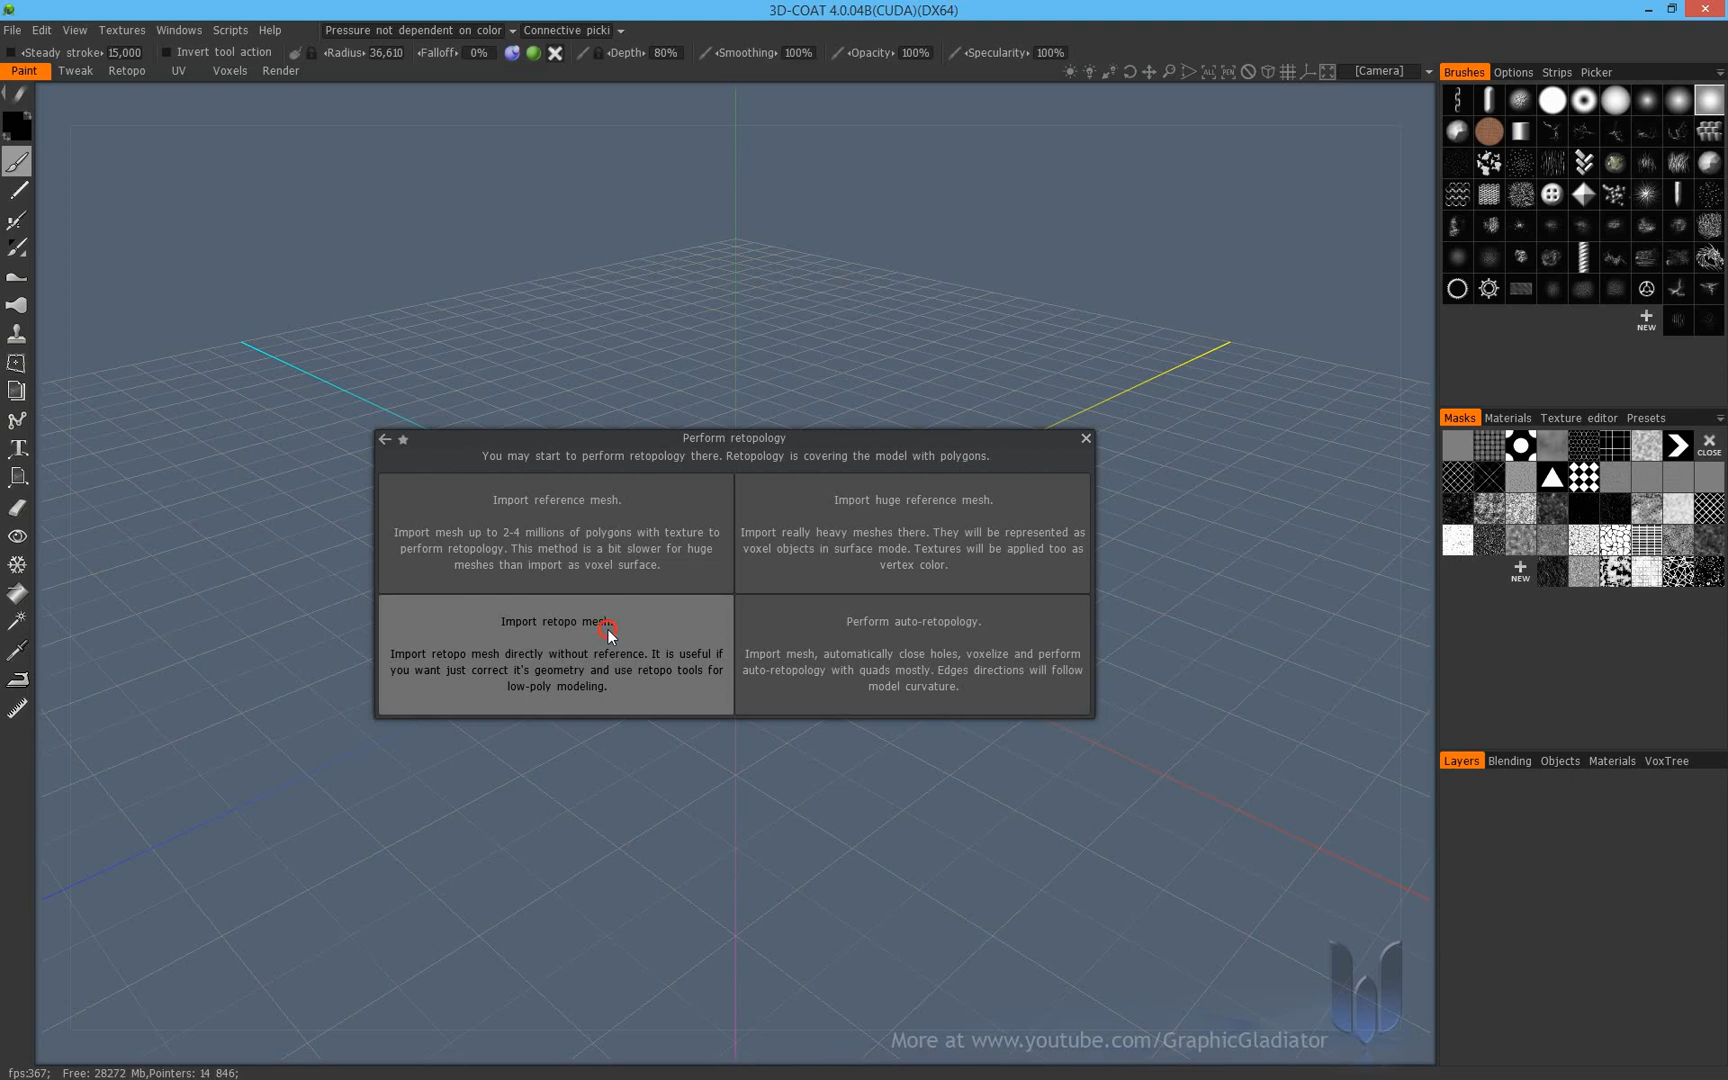 3D-COAT 4.0.04B(CUDA)(DX64)
File Edit View Textures Windows Scripts Help Pressure not dependent on color Connective picki
Steady stroke 15,000 Invert tool action Radius 36,610 Falloff 0% Depth 80% Smoothing 100% Opacity 100% Specularity 100%
Paint Tweak Retopo UV Voxels Render [Camera]
Brushes Options Strips Picker
NEW
Perform retopology
You may start to perform retopology there. Retopology is covering the model with polygons.
Import reference mesh.
Import mesh up to 2-4 millions of polygons with texture to
perform retopology. This method is a bit slower for huge
meshes than import as voxel surface.
Import huge reference mesh.
Import really heavy meshes there. They will be represented as
voxel objects in surface mode. Textures will be applied too as
vertex color.
Import retopo mesh.
Import retopo mesh directly without reference. It is useful if
you want just correct it's geometry and use retopo tools for
low-poly modeling.
Perform auto-retopology.
Import mesh, automatically close holes, voxelize and perform
auto-retopology with quads mostly. Edges directions will follow
model curvature.
Masks Materials Texture editor Presets
CLOSE
NEW
Layers Blending Objects Materials VoxTree
More at www.youtube.com/GraphicGladiator
fps:367; Free: 28272 Mb,Pointers: 14 846;